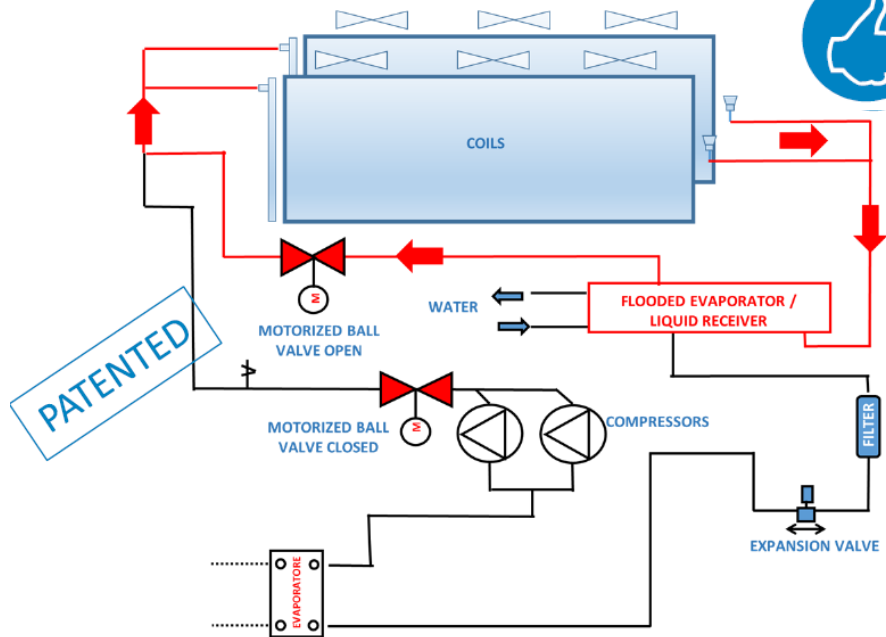 COILS
WATER
FLOODED EVAPORATOR /
LIQUID RECEIVER
M
MOTORIZED BALL
VALVE OPEN
PATENTED
M
MOTORIZED BALL
VALVE CLOSED
COMPRESSORS
FILTER
EXPANSION VALVE
EVAPORATORE